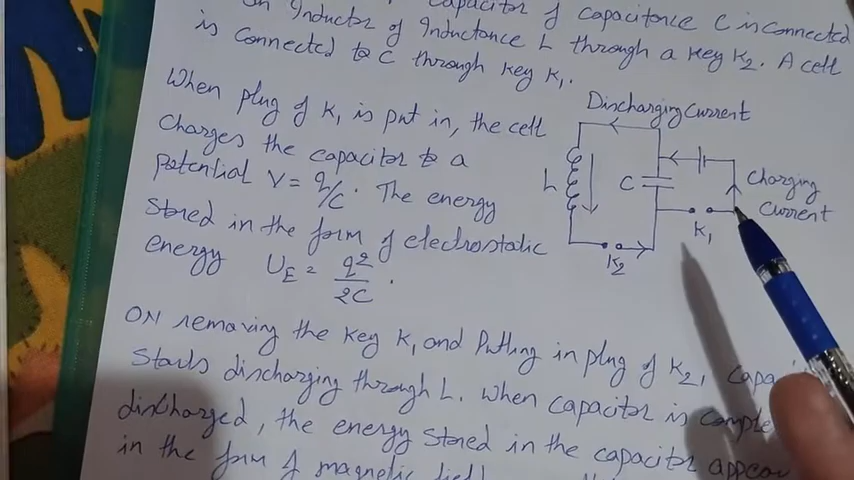 an Inductor, capacitor of capacitance C is connected
of Inductance L through a key K2. A cell
is connected to C through key K1.
When plug of K1 is put in, the cell
Charges the capacitor to a
Potential V = q/C. The energy
stored in the form of electrostatic
energy UE = q²/2C.
Discharging Current
L
C
Charging
Current
K1
K2
ON removing the key K1 and Putting in plug of K2,
Starts discharging through L. When capacitor is
discharged, the energy stored in the capacitor
in the form of magnetic field